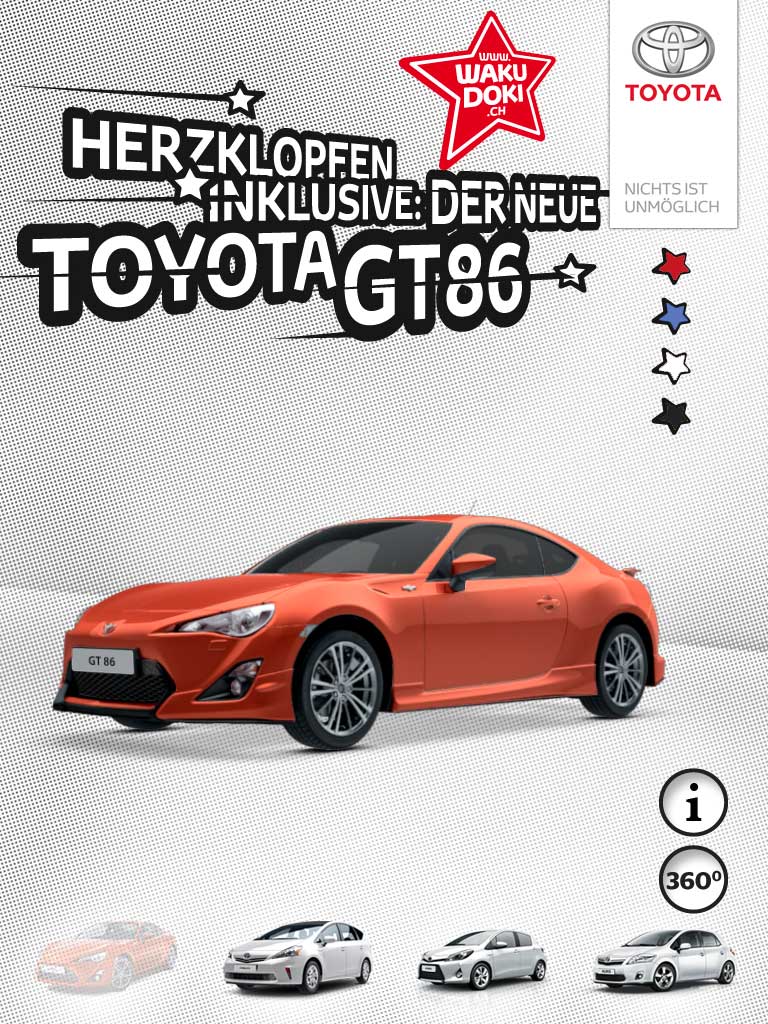 WWW.
WAKU
DOKI
.CH
TOYOTA
NICHTS IST
UNMÖGLICH
HERZKLOPFEN
INKLUSIVE: DER NEUE
TOYOTA GT86
GT 86
i
360°